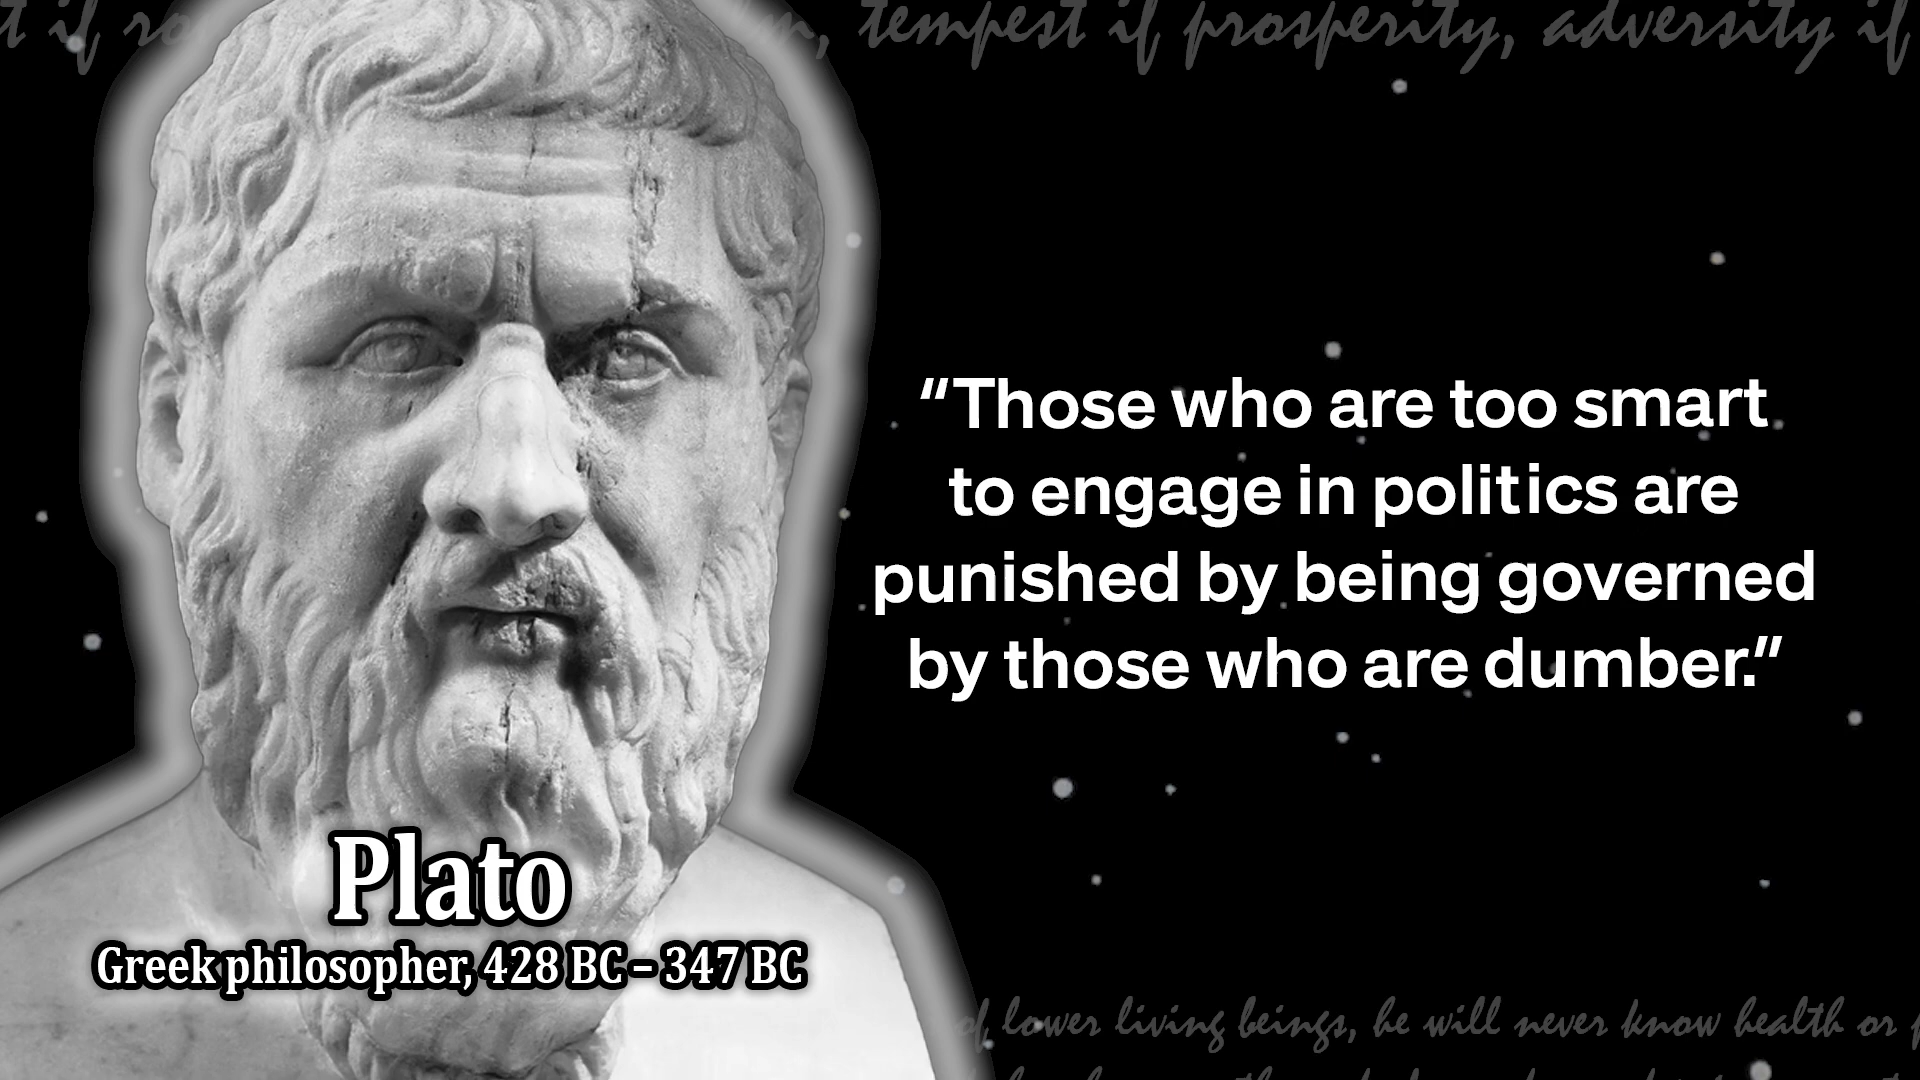 tempest if prosperity, adversity if
“Those who are too smart
to engage in politics are
punished by being governed
by those who are dumber.”
Plato
Greek philosopher, 428 BC – 347 BC
of lower living beings, he will never know health or